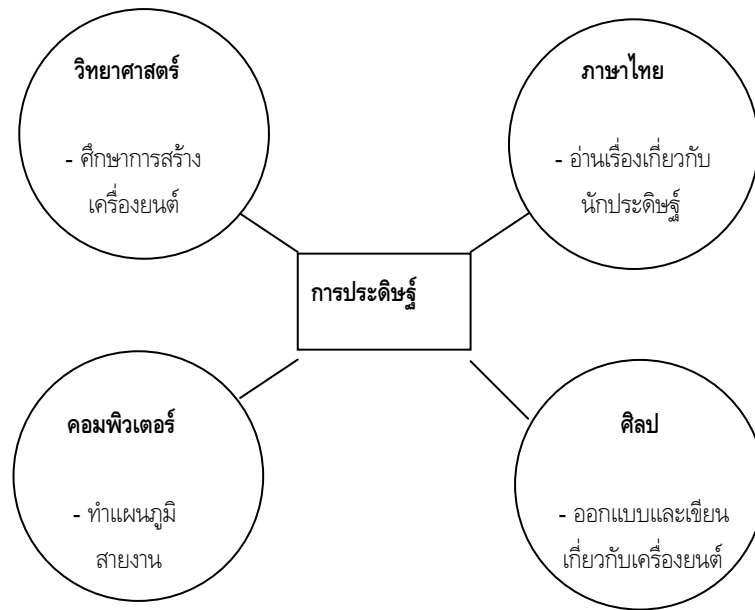 วิทยาศาสตร์
- ศึกษาการสร้าง
เครื่องยนต์
ภาษาไทย
- อ่านเรื่องเกี่ยวกับ
นักประดิษฐ์
การประดิษฐ์
คอมพิวเตอร์
- ทำแผนภูมิ
สายงาน
ศิลป
- ออกแบบและเขียน
เกี่ยวกับเครื่องยนต์